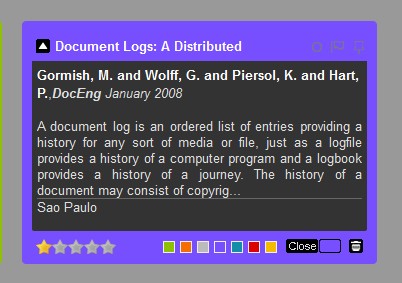 Document Logs: A Distributed
Gormish, M. and Wolff, G. and Piersol, K. and Hart,
P.,DocEng January 2008
A document log is an ordered list of entries providing a
history for any sort of media or file, just as a logfile
provides a history of a computer program and a logbook
provides a history of a journey. The history of a
document may consist of copyrig...
Sao Paulo
Close